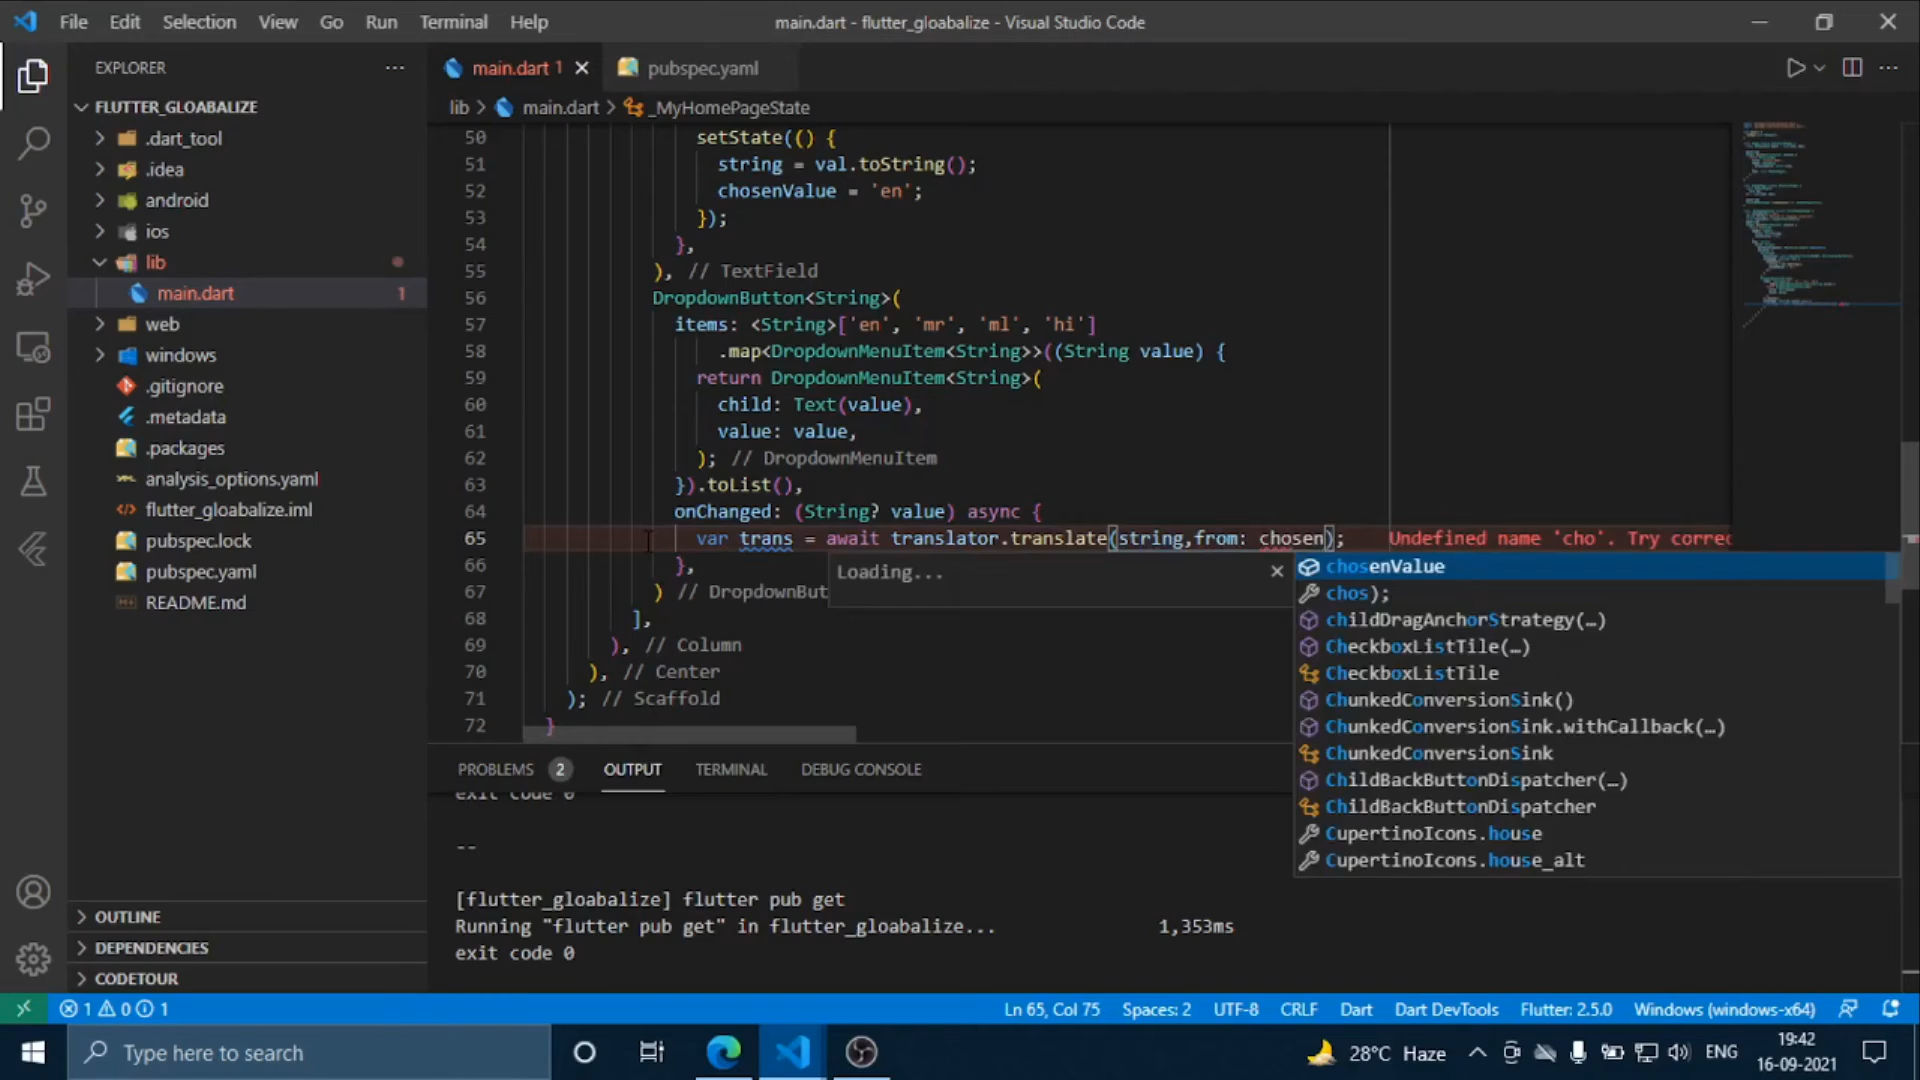 File Edit Selection View Go Run Terminal Help
main.dart - flutter_gloabalize - Visual Studio Code
EXPLORER
FLUTTER_GLOABALIZE
.dart_tool
.idea
android
ios
lib
main.dart 1
web
windows
.gitignore
.metadata
.packages
analysis_options.yaml
flutter_gloabalize.iml
pubspec.lock
pubspec.yaml
README.md
OUTLINE
DEPENDENCIES
CODETOUR
main.dart 1
pubspec.yaml
lib > main.dart > _MyHomePageState
50 setState(() {
51 string = val.toString();
52 chosenValue = 'en';
53 });
54 },
55 ), // TextField
56 DropdownButton<String>(
57 items: <String>['en', 'mr', 'ml', 'hi']
58 .map<DropdownMenuItem<String>>((String value) {
59 return DropdownMenuItem<String>(
60 child: Text(value),
61 value: value,
62 ); // DropdownMenuItem
63 }).toList(),
64 onChanged: (String? value) async {
65 var trans = await translator.translate(string,from: chosen); Undefined name 'cho'. Try correc
66 },
67 ) // DropdownBut
68 ],
69 ), // Column
70 ), // Center
71 ); // Scaffold
72 }
Loading...
chosenValue
chos);
childDragAnchorStrategy(…)
CheckboxListTile(…)
CheckboxListTile
ChunkedConversionSink()
ChunkedConversionSink.withCallback(…)
ChunkedConversionSink
ChildBackButtonDispatcher(…)
ChildBackButtonDispatcher
CupertinoIcons.house
CupertinoIcons.house_alt
PROBLEMS 2 OUTPUT TERMINAL DEBUG CONSOLE
exit code 0
--
[flutter_gloabalize] flutter pub get
Running "flutter pub get" in flutter_gloabalize... 1,353ms
exit code 0
1 0 1
Ln 65, Col 75 Spaces: 2 UTF-8 CRLF Dart Dart DevTools Flutter: 2.5.0 Windows (windows-x64)
Type here to search
28°C Haze
ENG
19:42
16-09-2021